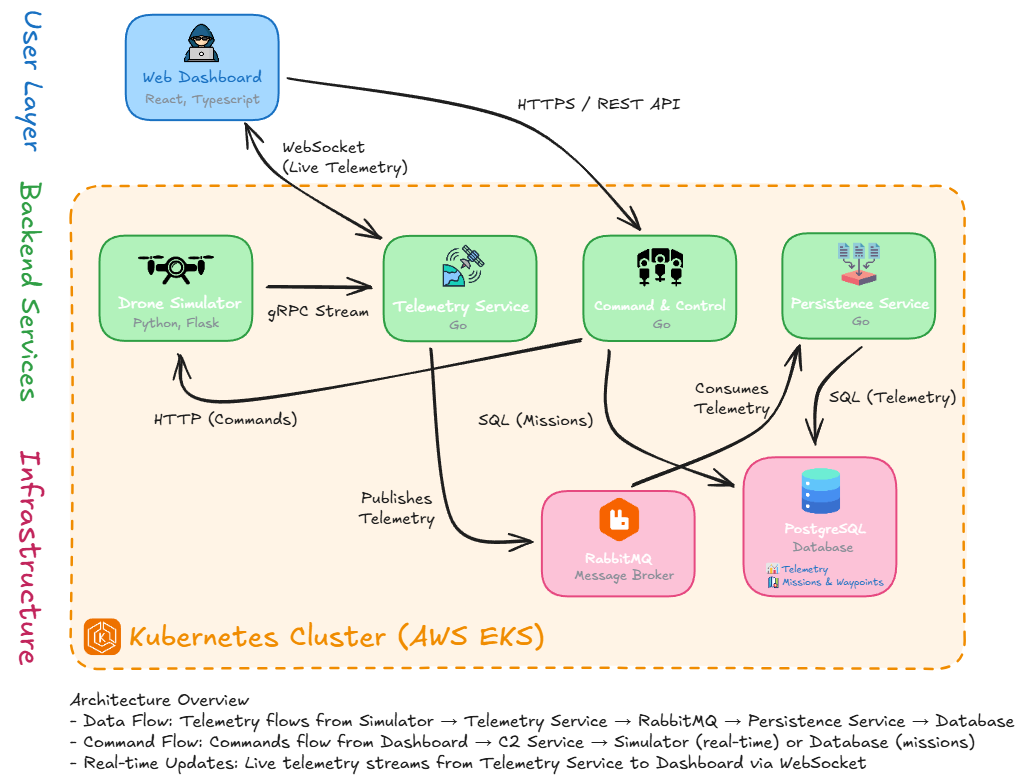 User Layer
Web Dashboard
React, Typescript
HTTPS / REST API
WebSocket
(Live Telemetry)
Backend Services
Drone Simulator
Python, Flask
gRPC Stream
Telemetry Service
Go
Command & Control
Go
Persistence Service
Go
HTTP (Commands)
SQL (Missions)
Consumes
Telemetry
SQL (Telemetry)
Infrastructure
Publishes
Telemetry
RabbitMQ
Message Broker
PostgreSQL
Database
Telemetry
Missions & Waypoints
K
Kubernetes Cluster (AWS EKS)
Architecture Overview
- Data Flow: Telemetry flows from Simulator → Telemetry Service → RabbitMQ → Persistence Service → Database
- Command Flow: Commands flow from Dashboard → C2 Service → Simulator (real-time) or Database (missions)
- Real-time Updates: Live telemetry streams from Telemetry Service to Dashboard via WebSocket